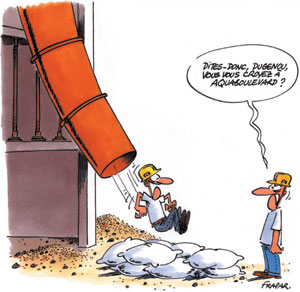 DITES-DONC, DUGENOU,
VOUS VOUS CROYEZ À
AQUABOULEVARD ?
FRAPAR